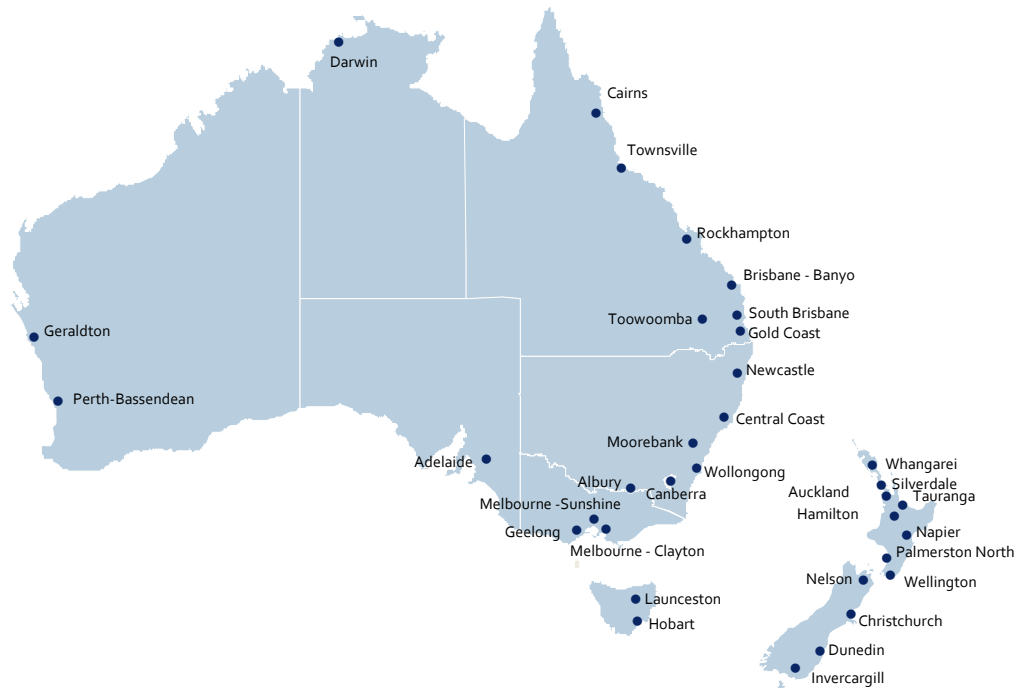 Darwin
Cairns
Townsville
Rockhampton
Brisbane - Banyo
South Brisbane
Toowoomba
Gold Coast
Geraldton
Newcastle
Perth-Bassendean
Central Coast
Moorebank
Adelaide
Wollongong
Whangarei
Albury
Silverdale
Canberra
Auckland
Tauranga
Melbourne -Sunshine
Hamilton
Geelong
Napier
Melbourne - Clayton
Palmerston North
Nelson
Wellington
Launceston
Hobart
Christchurch
Dunedin
Invercargill